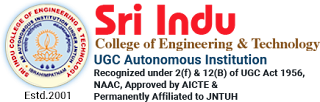 SRI INDU COLLEGE OF ENGINEERING & TECHNOLOGY
IBRAHIMPATNAM
Estd.2001
Sri Indu
College of Engineering & Technology
UGC Autonomous Institution
Recognized under 2(f) & 12(B) of UGC Act 1956,
NAAC, Approved by AICTE &
Permanently Affiliated to JNTUH